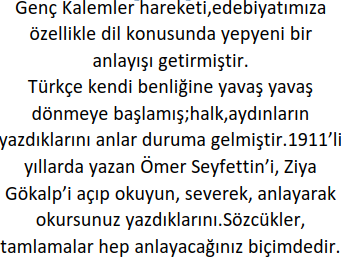 Genç Kalemler hareketi,edebiyatımıza
özellikle dil konusunda yepyeni bir
anlayışı getirmiştir.
Türkçe kendi benliğine yavaş yavaş
dönmeye başlamış;halk,aydınların
yazdıklarını anlar duruma gelmiştir.1911’li
yıllarda yazan Ömer Seyfettin’i, Ziya
Gökalp’i açıp okuyun, severek, anlayarak
okursunuz yazdıklarını.Sözcükler,
tamlamalar hep anlayacağınız biçimdedir.